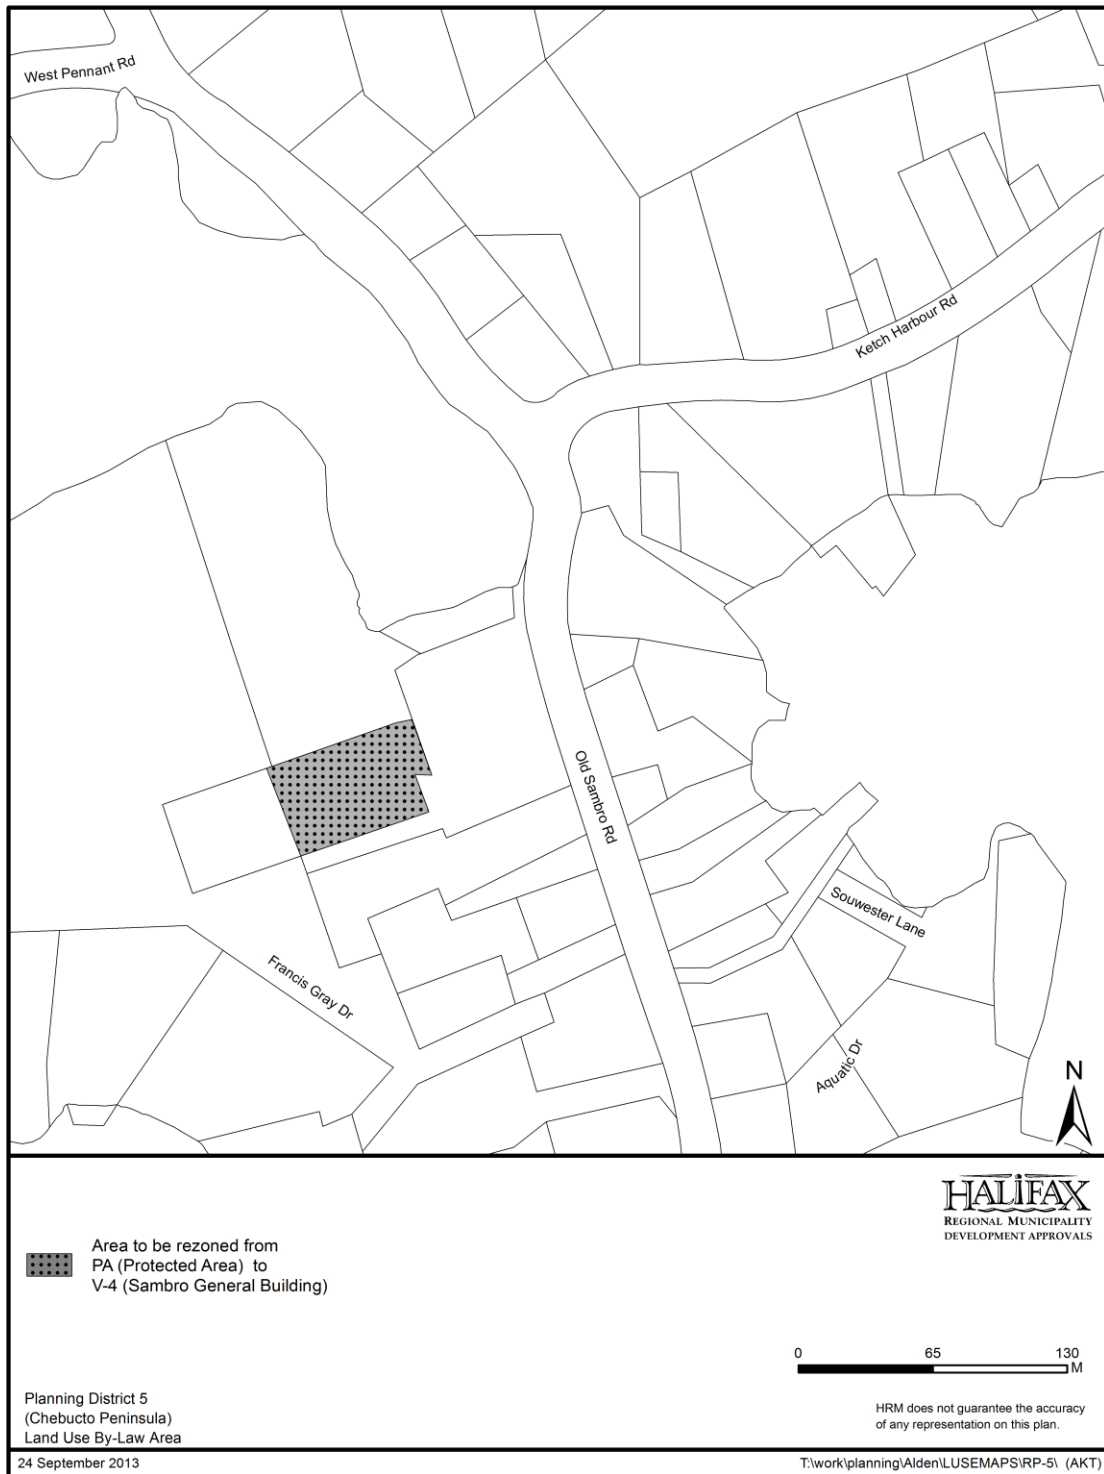 West Pennant Rd
Ketch Harbour Rd
Old Sambro Rd
Souwester Lane
Francis Gray Dr
Aquatic Dr
N
HALIFAX
REGIONAL MUNICIPALITY
DEVELOPMENT APPROVALS
Area to be rezoned from
PA (Protected Area) to
V-4 (Sambro General Building)
0 65 130
M
Planning District 5
(Chebucto Peninsula)
Land Use By-Law Area
HRM does not guarantee the accuracy
of any representation on this plan.
24 September 2013
T:\work\planning\Alden\LUSEMAPS\RP-5\ (AKT)